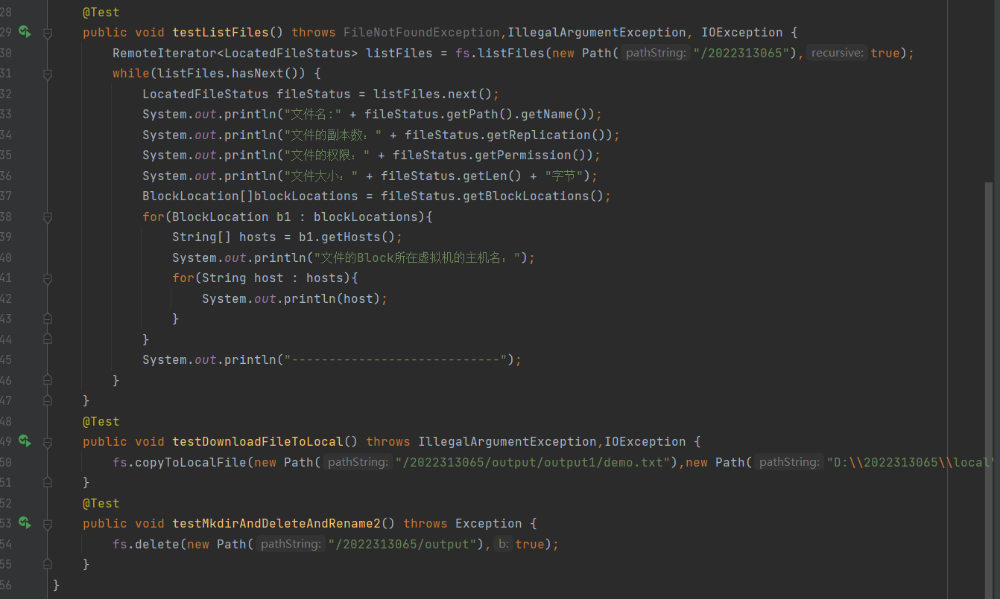 28 @Test
29 public void testListFiles() throws FileNotFoundException,IllegalArgumentException, IOException {
30 RemoteIterator<LocatedFileStatus> listFiles = fs.listFiles(new Path( pathString: "/2022313065"), recursive: true);
31 while(listFiles.hasNext()) {
32 LocatedFileStatus fileStatus = listFiles.next();
33 System.out.println("文件名:" + fileStatus.getPath().getName());
34 System.out.println("文件的副本数：" + fileStatus.getReplication());
35 System.out.println("文件的权限：" + fileStatus.getPermission());
36 System.out.println("文件大小：" + fileStatus.getLen() + "字节");
37 BlockLocation[]blockLocations = fileStatus.getBlockLocations();
38 for(BlockLocation b1 : blockLocations){
39 String[] hosts = b1.getHosts();
40 System.out.println("文件的Block所在虚拟机的主机名：");
41 for(String host : hosts){
42 System.out.println(host);
43 }
44 }
45 System.out.println("----------------------------");
46 }
47 }
48 @Test
49 public void testDownloadFileToLocal() throws IllegalArgumentException,IOException {
50 fs.copyToLocalFile(new Path( pathString: "/2022313065/output/output1/demo.txt"),new Path( pathString: "D:\\2022313065\\local"
51 }
52 @Test
53 public void testMkdirAndDeleteAndRename2() throws Exception {
54 fs.delete(new Path( pathString: "/2022313065/output"), b: true);
55 }
56 }